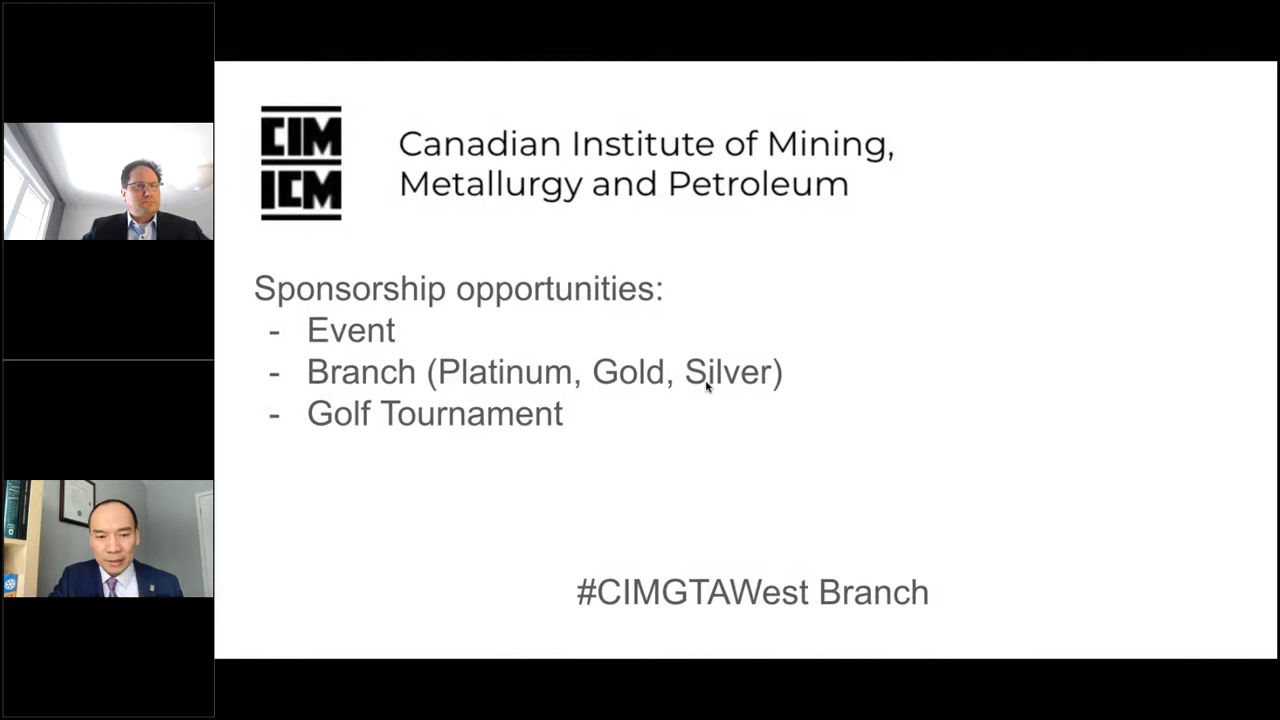 CIM
ICM
Canadian Institute of Mining,
Metallurgy and Petroleum
Sponsorship opportunities:
- Event
- Branch (Platinum, Gold, Silver)
- Golf Tournament
#CIMGTAWest Branch